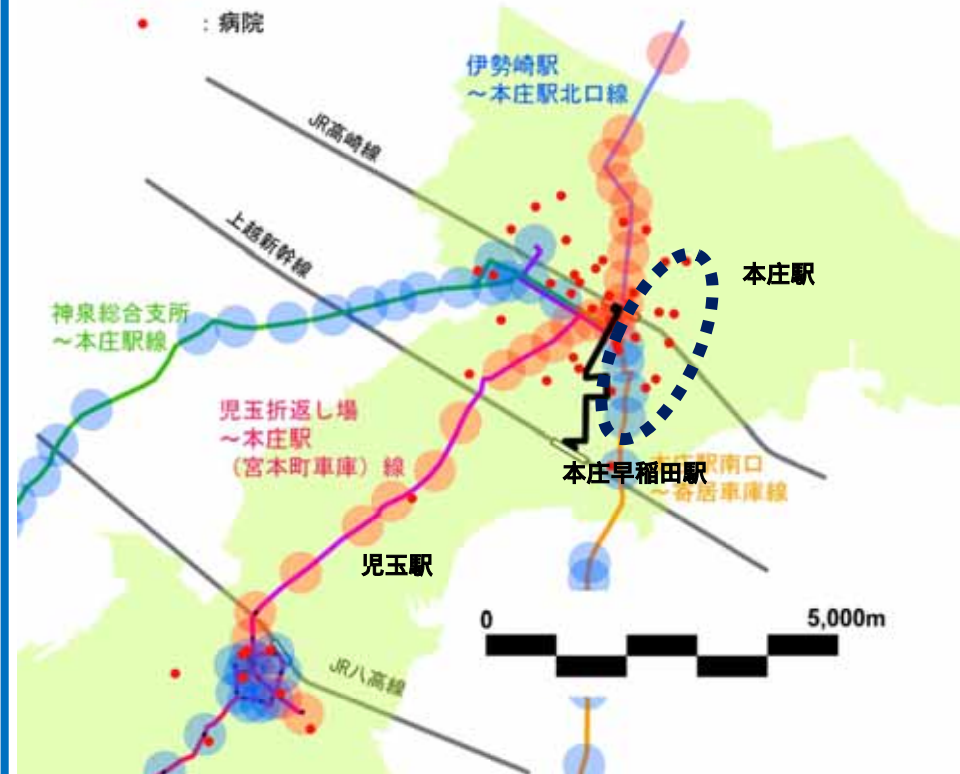 ：病院
伊勢崎駅
～本庄駅北口線
JR高崎線
上越新幹線
本庄駅
神泉総合支所
～本庄駅線
児玉折返し場
～本庄駅
（宮本町車庫）線
本庄早稲田駅
本庄駅南口
～寄居車庫線
児玉駅
0 5,000m
JR八高線